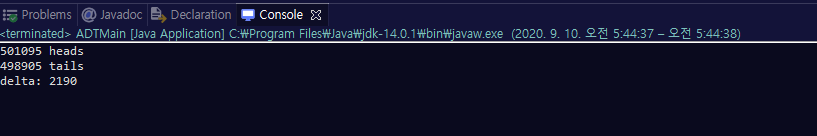 Problems @ Javadoc Declaration Console
<terminated> ADTMain [Java Application] C:₩Program Files₩Java₩jdk-14.0.1₩bin₩javaw.exe (2020. 9. 10. 오전 5:44:37 – 오전 5:44:38)
501095 heads
498905 tails
delta: 2190